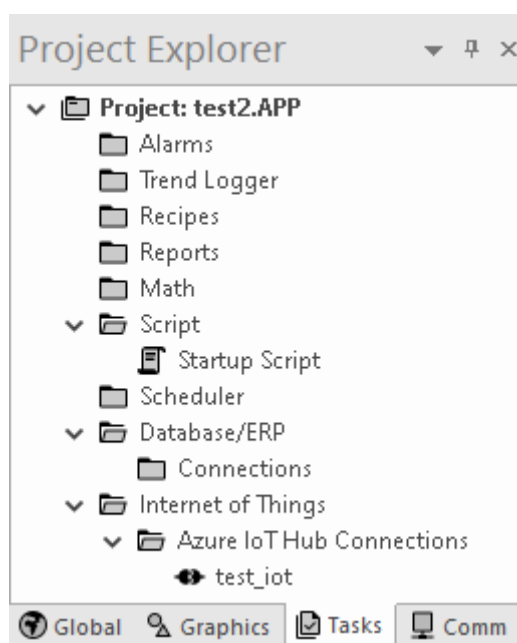 Project Explorer
Project: test2.APP
Alarms
Trend Logger
Recipes
Reports
Math
Script
Startup Script
Scheduler
Database/ERP
Connections
Internet of Things
Azure IoT Hub Connections
test_iot
Global Graphics Tasks Comm